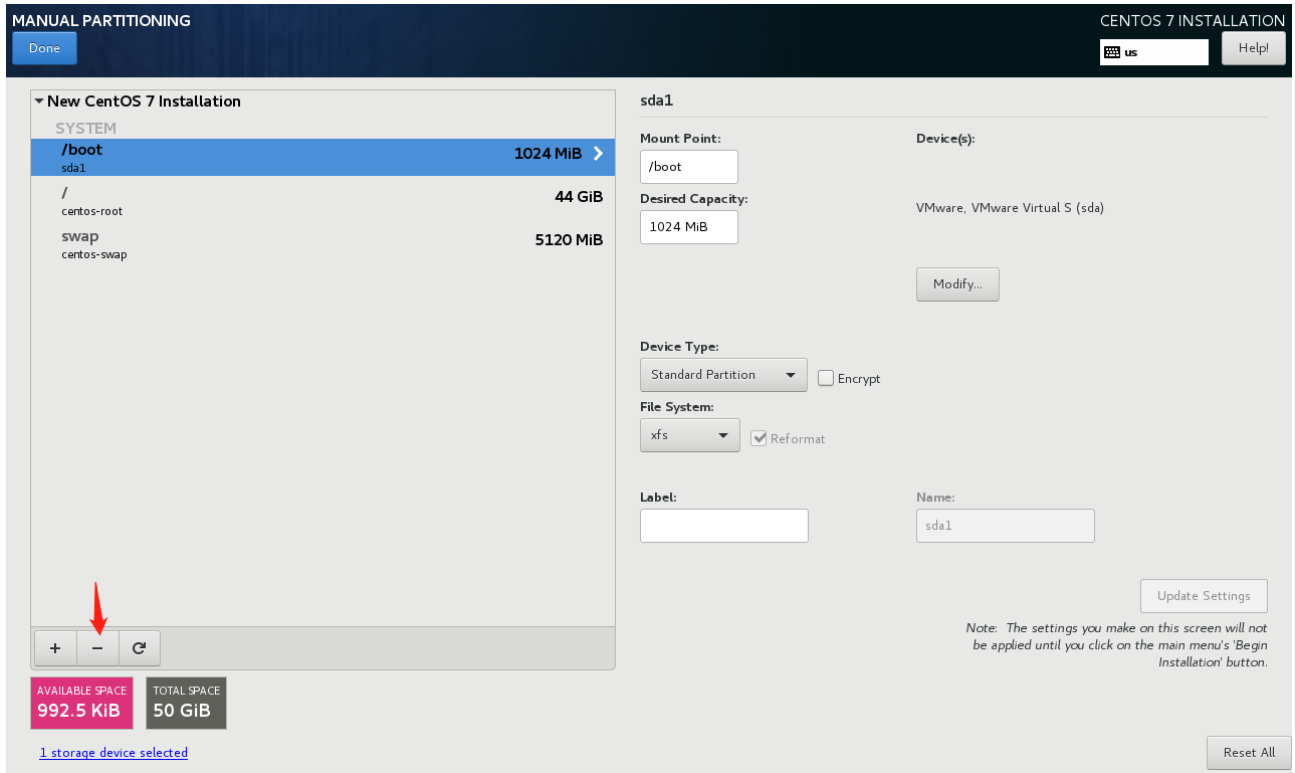 MANUAL PARTITIONING
CENTOS 7 INSTALLATION
Done
us
Help!
New CentOS 7 Installation
SYSTEM
/boot
1024 MiB
sda1
/
44 GiB
centos-root
swap
5120 MiB
centos-swap
+
−
AVAILABLE SPACE
992.5 KiB
TOTAL SPACE
50 GiB
1 storage device selected
sda1
Mount Point:
Device(s):
/boot
Desired Capacity:
VMware, VMware Virtual S (sda)
1024 MiB
Modify...
Device Type:
Standard Partition
Encrypt
File System:
xfs
Reformat
Label:
Name:
sda1
Update Settings
Note: The settings you make on this screen will not
be applied until you click on the main menu's 'Begin
Installation' button.
Reset All